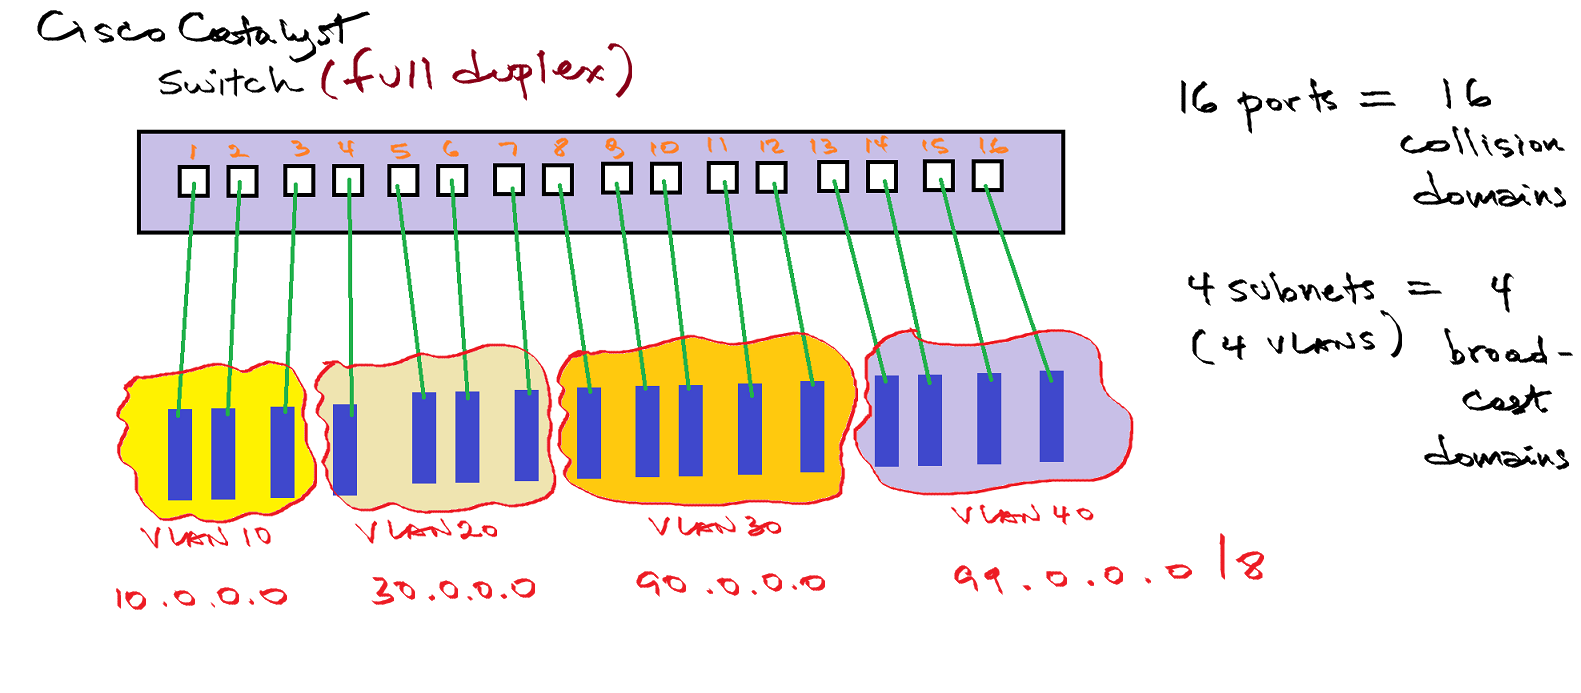 Cisco Catalyst
Switch (full duplex)
1 2 3 4 5 6 7 8 9 10 11 12 13 14 15 16
16 ports = 16
collision
domains
4 subnets = 4
(4 VLANS) broad-
cast
domains
VLAN 10 VLAN 20 VLAN 30 VLAN 40
10.0.0.0 30.0.0.0 90.0.0.0 99.0.0.0 /8